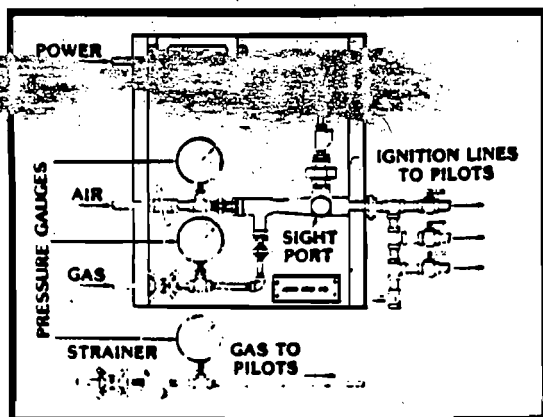 POWER
IGNITION LINES
TO PILOTS
AIR
PRESSURE GAUGES
SIGHT
PORT
GAS
STRAINER
GAS TO
PILOTS